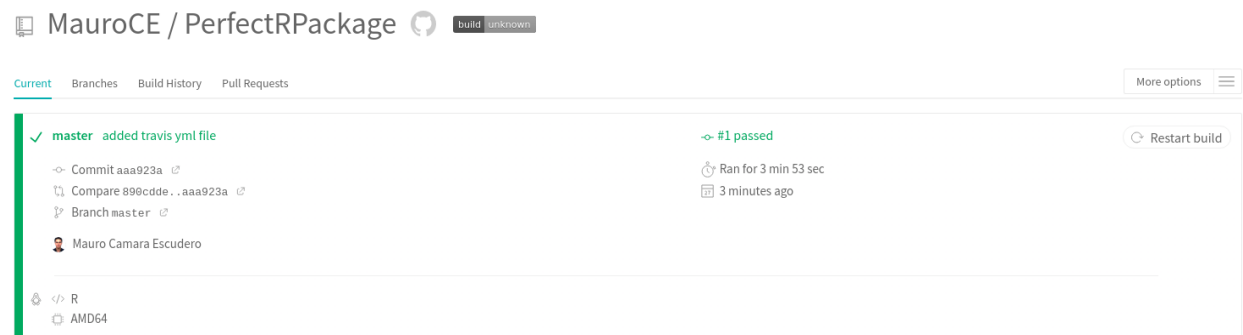 MauroCE / PerfectRPackage build unknown
Current Branches Build History Pull Requests More options
master added travis yml file #1 passed Restart build
Commit aaa923a Ran for 3 min 53 sec
Compare 890cdde..aaa923a 3 minutes ago
Branch master
Mauro Camara Escudero
R
AMD64